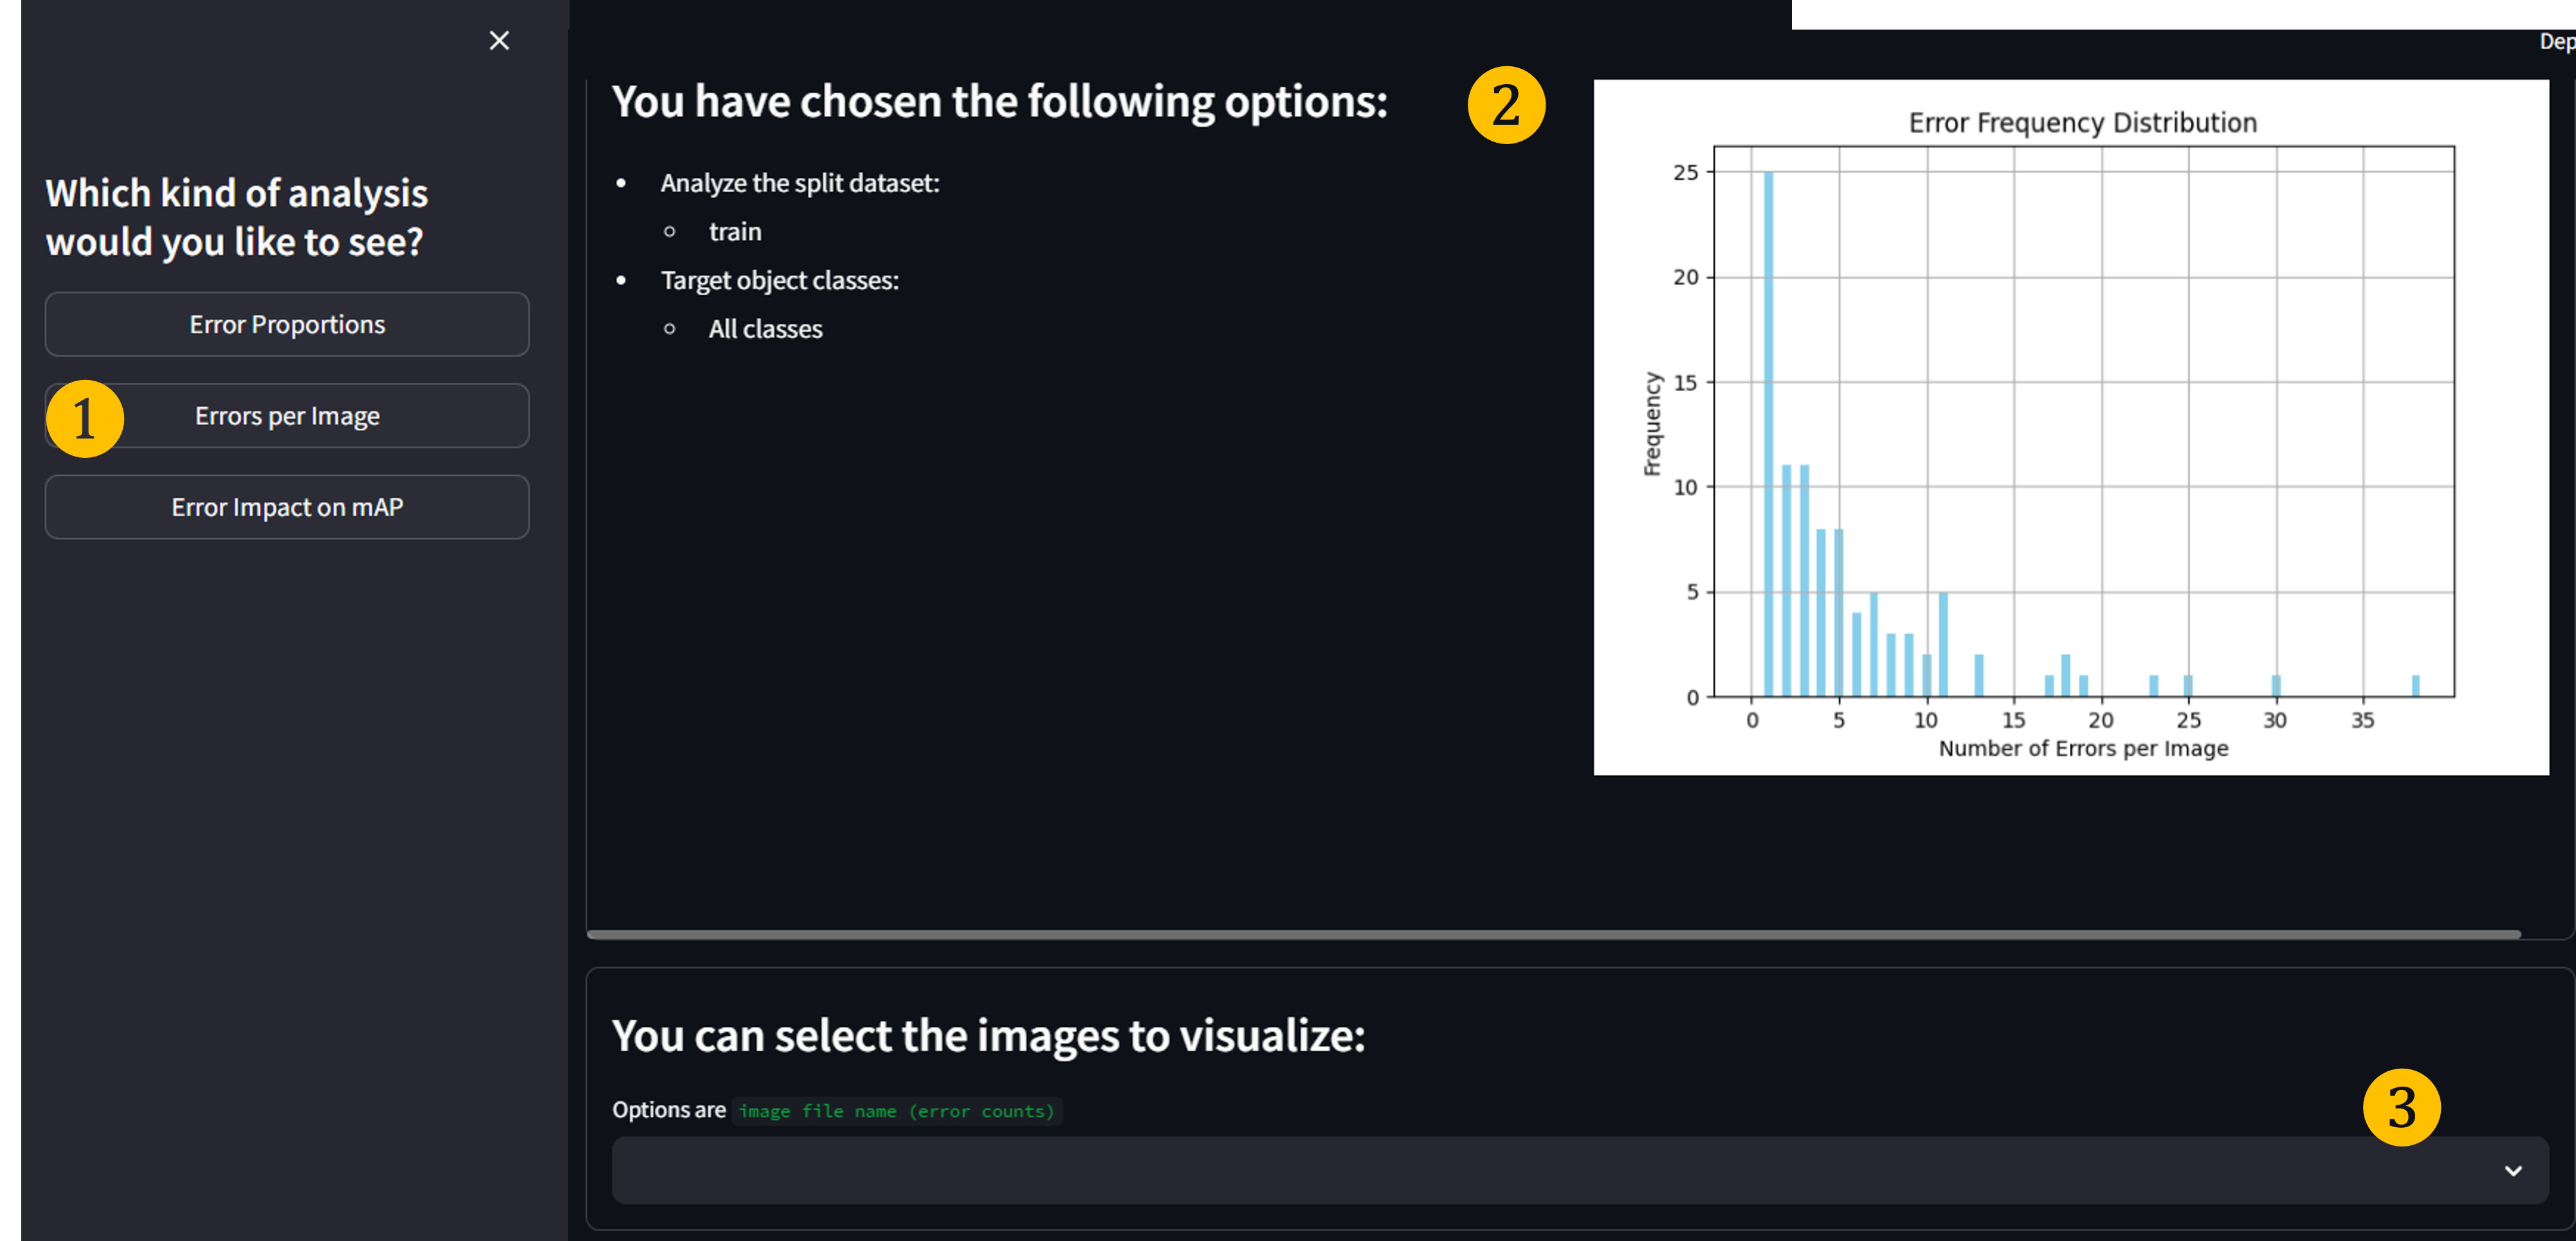 Dep
Which kind of analysis
would you like to see?
Error Proportions
1
Errors per Image
Error Impact on mAP
You have chosen the following options:
2
Analyze the split dataset:
train
Target object classes:
All classes
Error Frequency Distribution
25
20
15
10
5
0
Frequency
0 5 10 15 20 25 30 35
Number of Errors per Image
You can select the images to visualize:
Options are image file name (error counts)
3